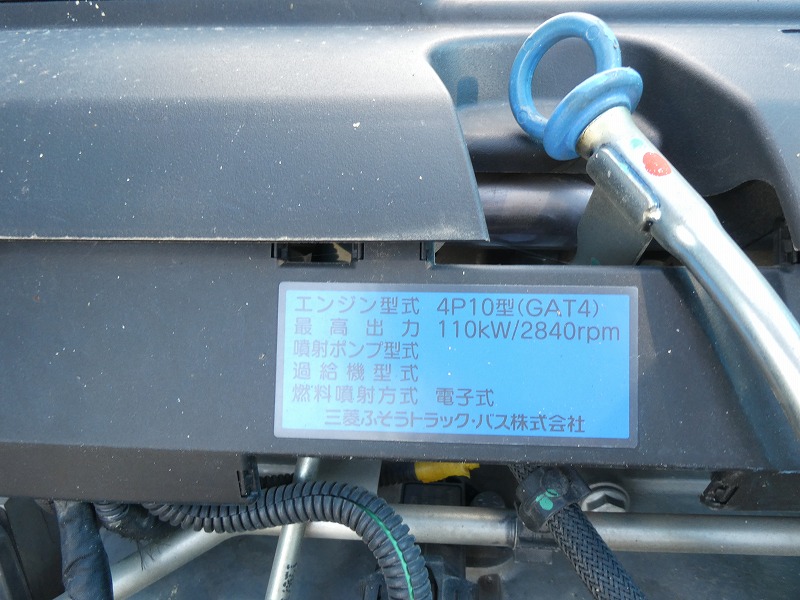 エンジン型式 4P10型(GAT4)
最高出力 110kW/2840rpm
噴射ポンプ型式
過給機型式
燃料噴射方式 電子式
三菱ふそうトラック・バス株式会社